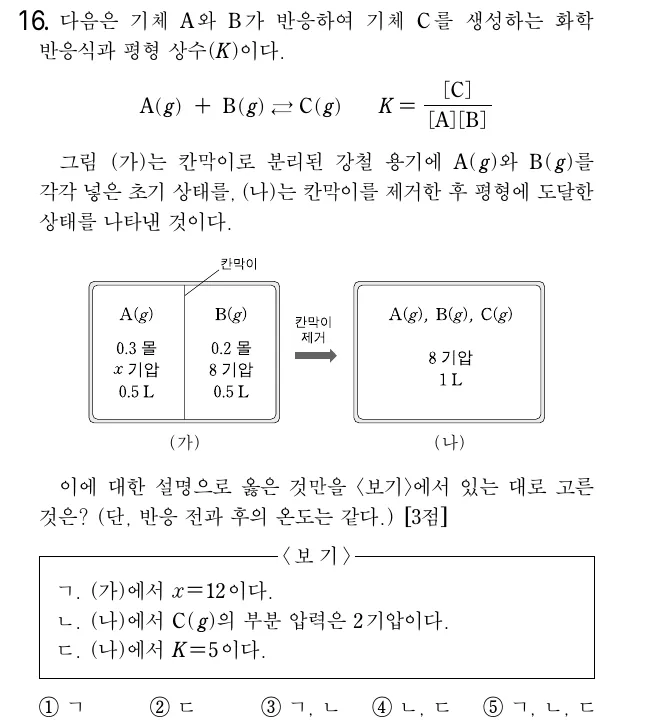 16. 다음은 기체 A와 B가 반응하여 기체 C를 생성하는 화학
반응식과 평형 상수(K)이다.
A(g) + B(g) ⇄ C(g)  K = [C] / [A][B]
그림 (가)는 칸막이로 분리된 강철 용기에 A(g)와 B(g)를
각각 넣은 초기 상태를, (나)는 칸막이를 제거한 후 평형에 도달한
상태를 나타낸 것이다.
칸막이
A(g)
0.3 몰
x 기압
0.5 L
B(g)
0.2 몰
8 기압
0.5 L
(가)
칸막이
제거
A(g), B(g), C(g)
8 기압
1 L
(나)
이에 대한 설명으로 옳은 것만을 〈보기〉에서 있는 대로 고른
것은? (단, 반응 전과 후의 온도는 같다.) [3점]
〈보 기〉
ㄱ. (가)에서 x=12이다.
ㄴ. (나)에서 C(g)의 부분 압력은 2기압이다.
ㄷ. (나)에서 K=5이다.
① ㄱ ② ㄷ ③ ㄱ, ㄴ ④ ㄴ, ㄷ ⑤ ㄱ, ㄴ, ㄷ